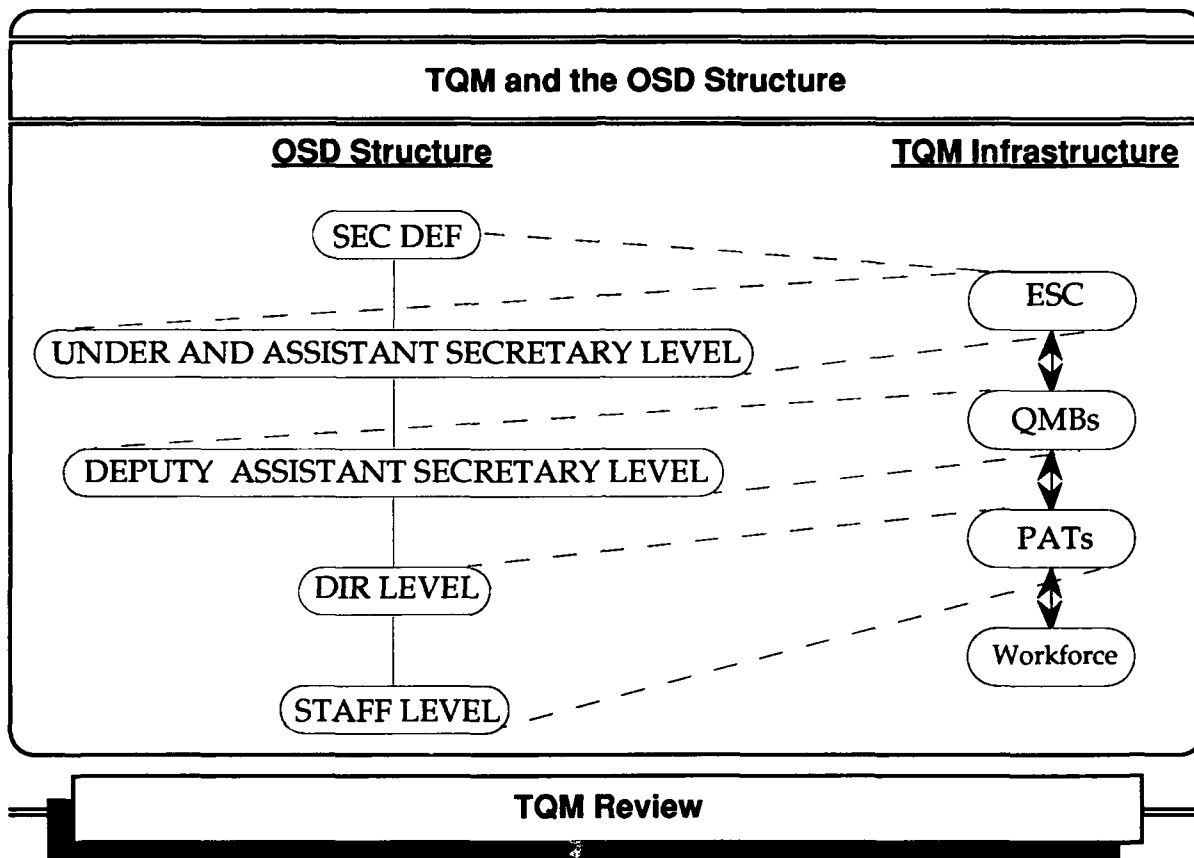 TQM and the OSD Structure
OSD Structure
TQM Infrastructure
SEC DEF
ESC
UNDER AND ASSISTANT SECRETARY LEVEL
QMBs
DEPUTY ASSISTANT SECRETARY LEVEL
PATs
DIR LEVEL
Workforce
STAFF LEVEL
TQM Review